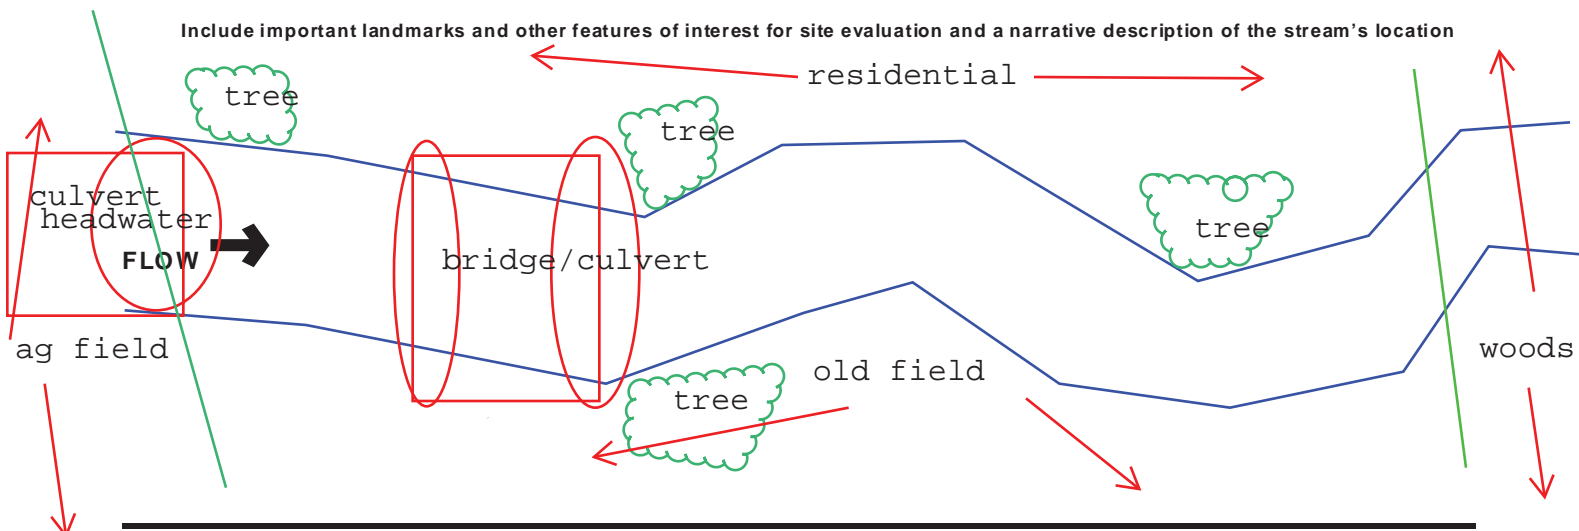 Include important landmarks and other features of interest for site evaluation and a narrative description of the stream's location
residential
tree
tree
culvert
headwater
tree
FLOW
bridge/culvert
ag field
woods
old field
tree